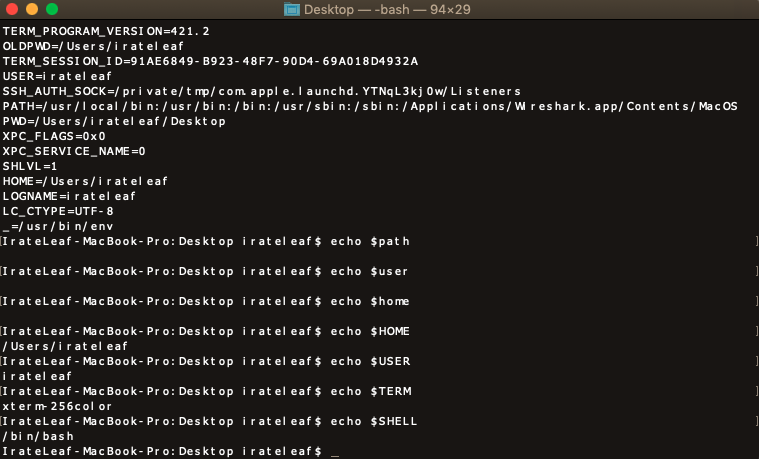 Desktop — -bash — 94×29
TERM_PROGRAM_VERSION=421.2
OLDPWD=/Users/irateleaf
TERM_SESSION_ID=91AE6849-B923-48F7-90D4-69A018D4932A
USER=irateleaf
SSH_AUTH_SOCK=/private/tmp/com.apple.launchd.YTNqL3kj0w/Listeners
PATH=/usr/local/bin:/usr/bin:/bin:/usr/sbin:/sbin:/Applications/Wireshark.app/Contents/MacOS
PWD=/Users/irateleaf/Desktop
XPC_FLAGS=0x0
XPC_SERVICE_NAME=0
SHLVL=1
HOME=/Users/irateleaf
LOGNAME=irateleaf
LC_CTYPE=UTF-8
_=/usr/bin/env
[IrateLeaf-MacBook-Pro:Desktop irateleaf$ echo $path ]
[IrateLeaf-MacBook-Pro:Desktop irateleaf$ echo $user ]
[IrateLeaf-MacBook-Pro:Desktop irateleaf$ echo $home ]
[IrateLeaf-MacBook-Pro:Desktop irateleaf$ echo $HOME ]
/Users/irateleaf
[IrateLeaf-MacBook-Pro:Desktop irateleaf$ echo $USER ]
irateleaf
[IrateLeaf-MacBook-Pro:Desktop irateleaf$ echo $TERM ]
xterm-256color
[IrateLeaf-MacBook-Pro:Desktop irateleaf$ echo $SHELL ]
/bin/bash
IrateLeaf-MacBook-Pro:Desktop irateleaf$ _